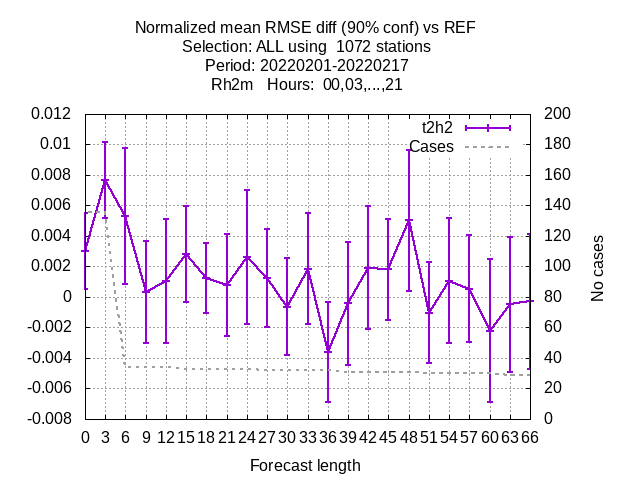 Normalized mean RMSE diff (90% conf) vs REF
Selection: ALL using  1072 stations
Period: 20220201-20220217
Rh2m   Hours:  00,03,...,21
t2h2
Cases
0.012
0.01
0.008
0.006
0.004
0.002
0
-0.002
-0.004
-0.006
-0.008
200
180
160
140
120
100
80
60
40
20
0
No cases
0 3 6 9 12 15 18 21 24 27 30 33 36 39 42 45 48 51 54 57 60 63 66
Forecast length